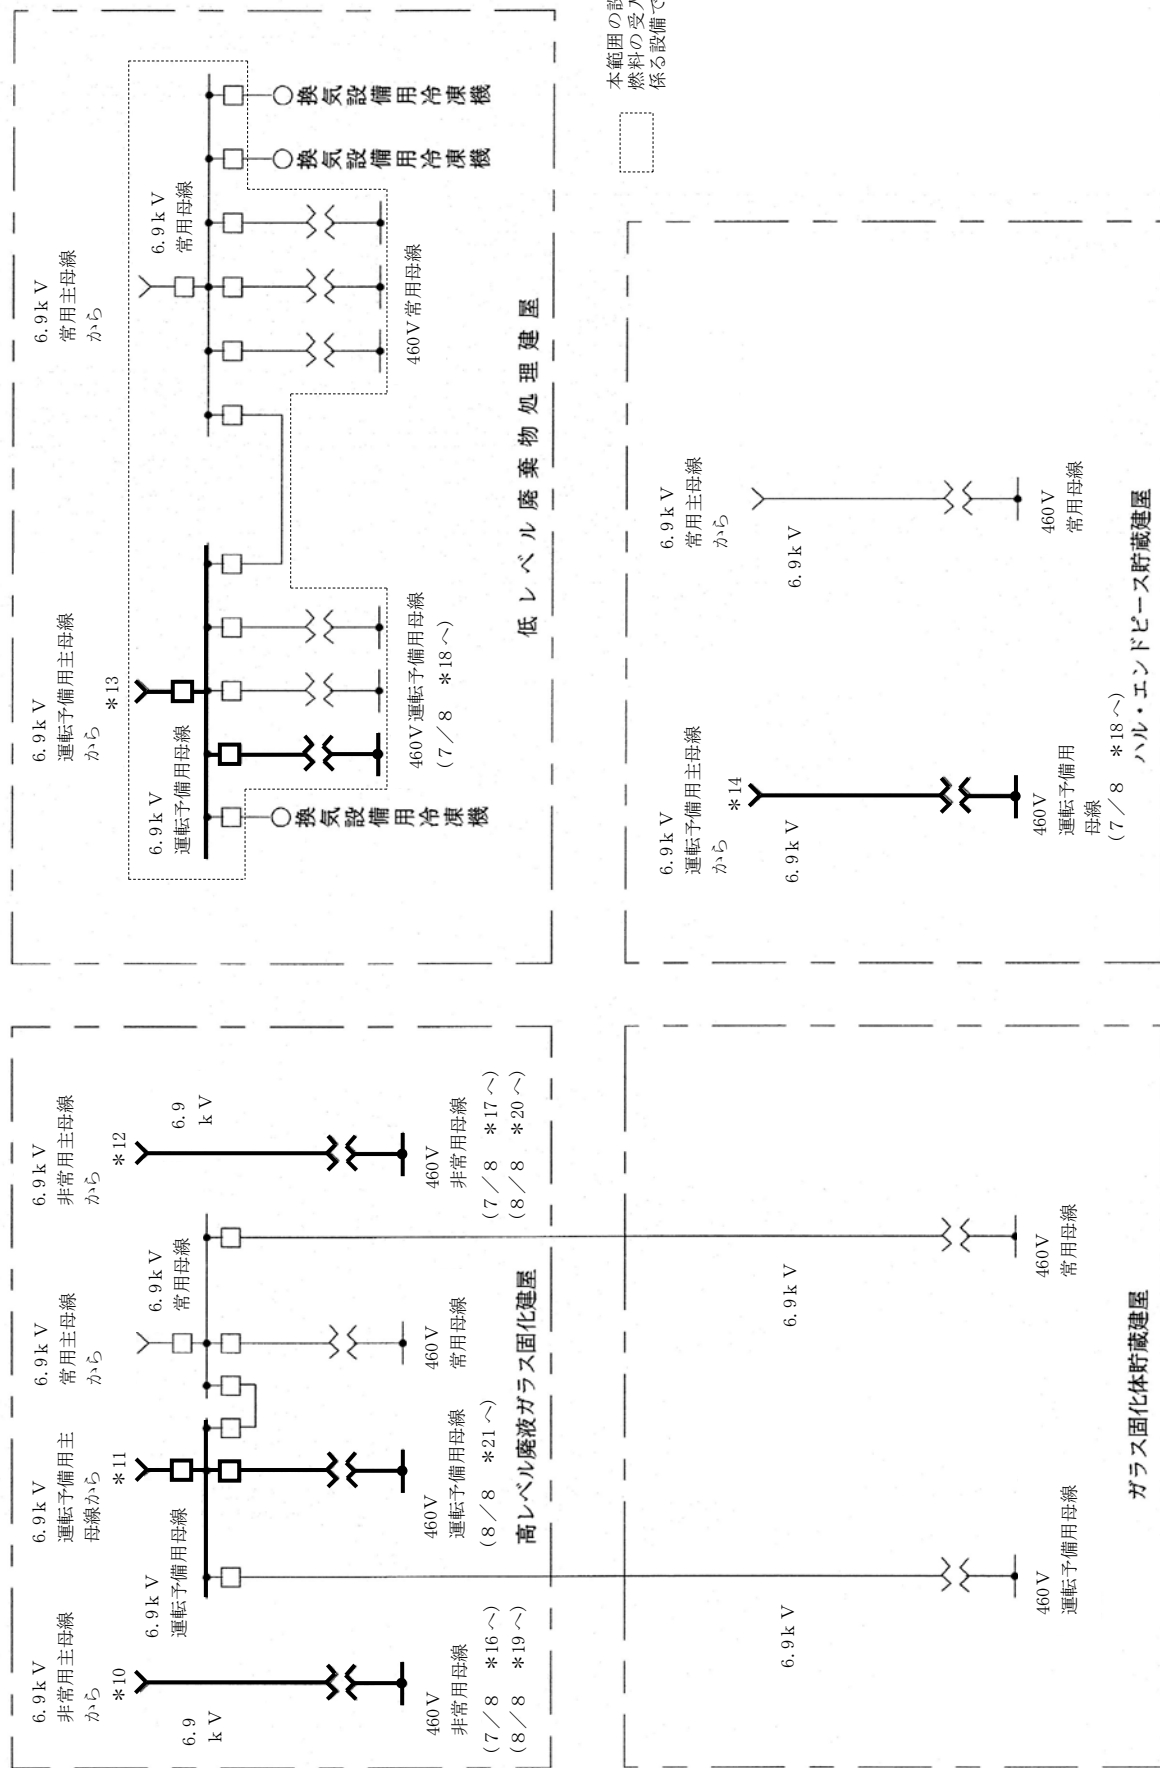 6.9kV
非常用主母線
から
*10
6.9
kV
460V
非常用母線
(7/8 *16へ)
(8/8 *19へ)
6.9kV
運転予備用主
母線から
*11
6.9kV
運転予備用母線
460V
運転予備用母線
(8/8 *21へ)
6.9kV
常用主母線
から
6.9kV
常用母線
460V
常用母線
6.9kV
非常用主母線
から
*12
6.9
kV
460V
非常用母線
(7/8 *17へ)
(8/8 *20へ)
高レベル廃液ガラス固化建屋
6.9kV
運転予備用主母線
から
*13
6.9kV
運転予備用母線
換気設備用冷凍機
460V運転予備用母線
(7/8 *18へ)
6.9kV
常用主母線
から
6.9kV
常用母線
460V常用母線
換気設備用冷凍機
換気設備用冷凍機
低レベル廃棄物処理建屋
6.9kV
460V
運転予備用母線
6.9kV
460V
常用母線
ガラス固化体貯蔵建屋
6.9kV
運転予備用主母線
から
*14
6.9kV
460V
運転予備用
母線
(7/8 *18へ)
6.9kV
常用主母線
から
6.9kV
460V
常用母線
ハル・エンドピース貯蔵建屋
本範囲の設
燃料の受入
係る設備で